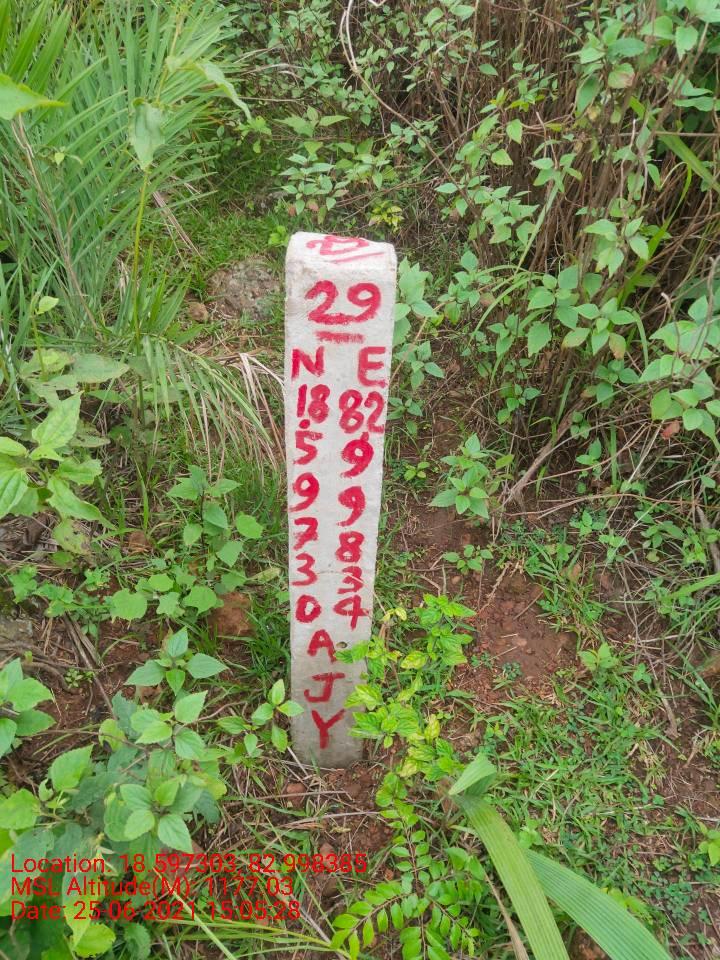 29
N E
18 82
. .
5 9
9 9
7 8
3 3
0 4
A
J
Y
Location. 18.597303, 82.998385
MSL Altitude(M): 1177.03
Date: 25-06-2021 15:05:28